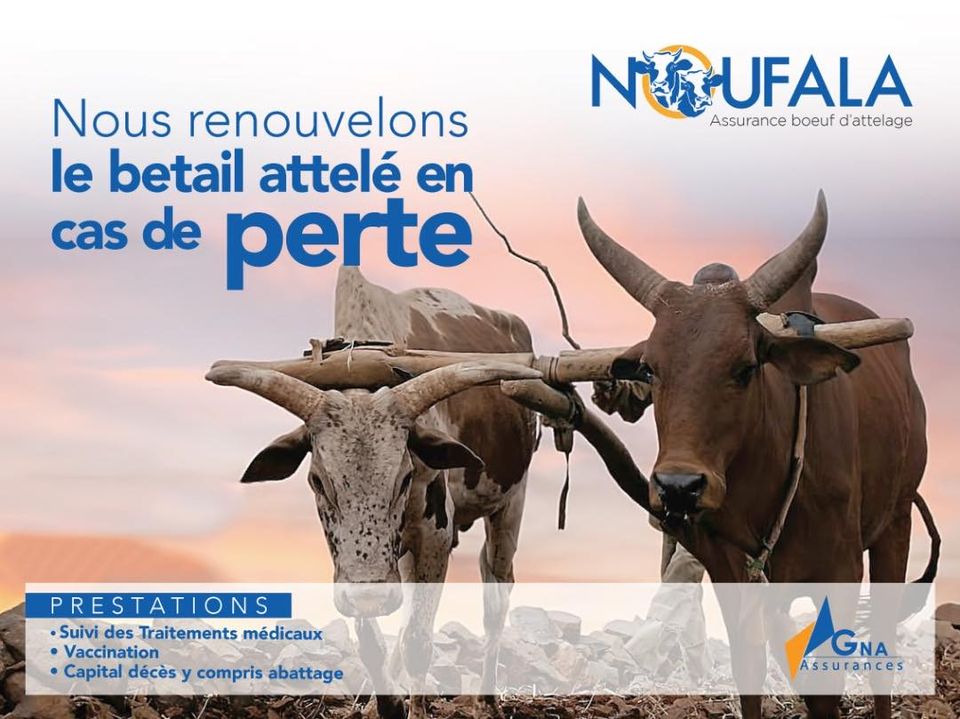 NOUFALA
Assurance boeuf d'attelage
Nous renouvelons
le betail attelé en
cas de perte
PRESTATIONS
• Suivi des Traitements médicaux
• Vaccination
• Capital décès y compris abattage
GNA
Assurances